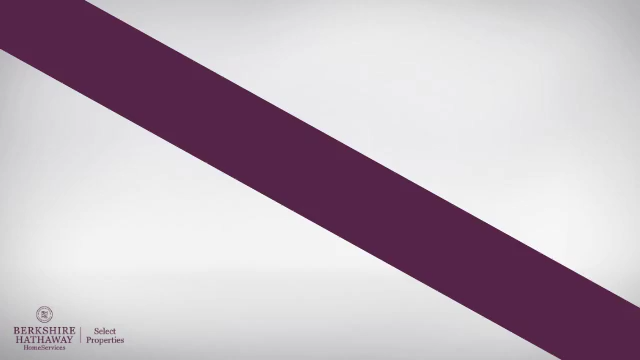 BERKSHIRE
HATHAWAY
HomeServices
Select
Properties